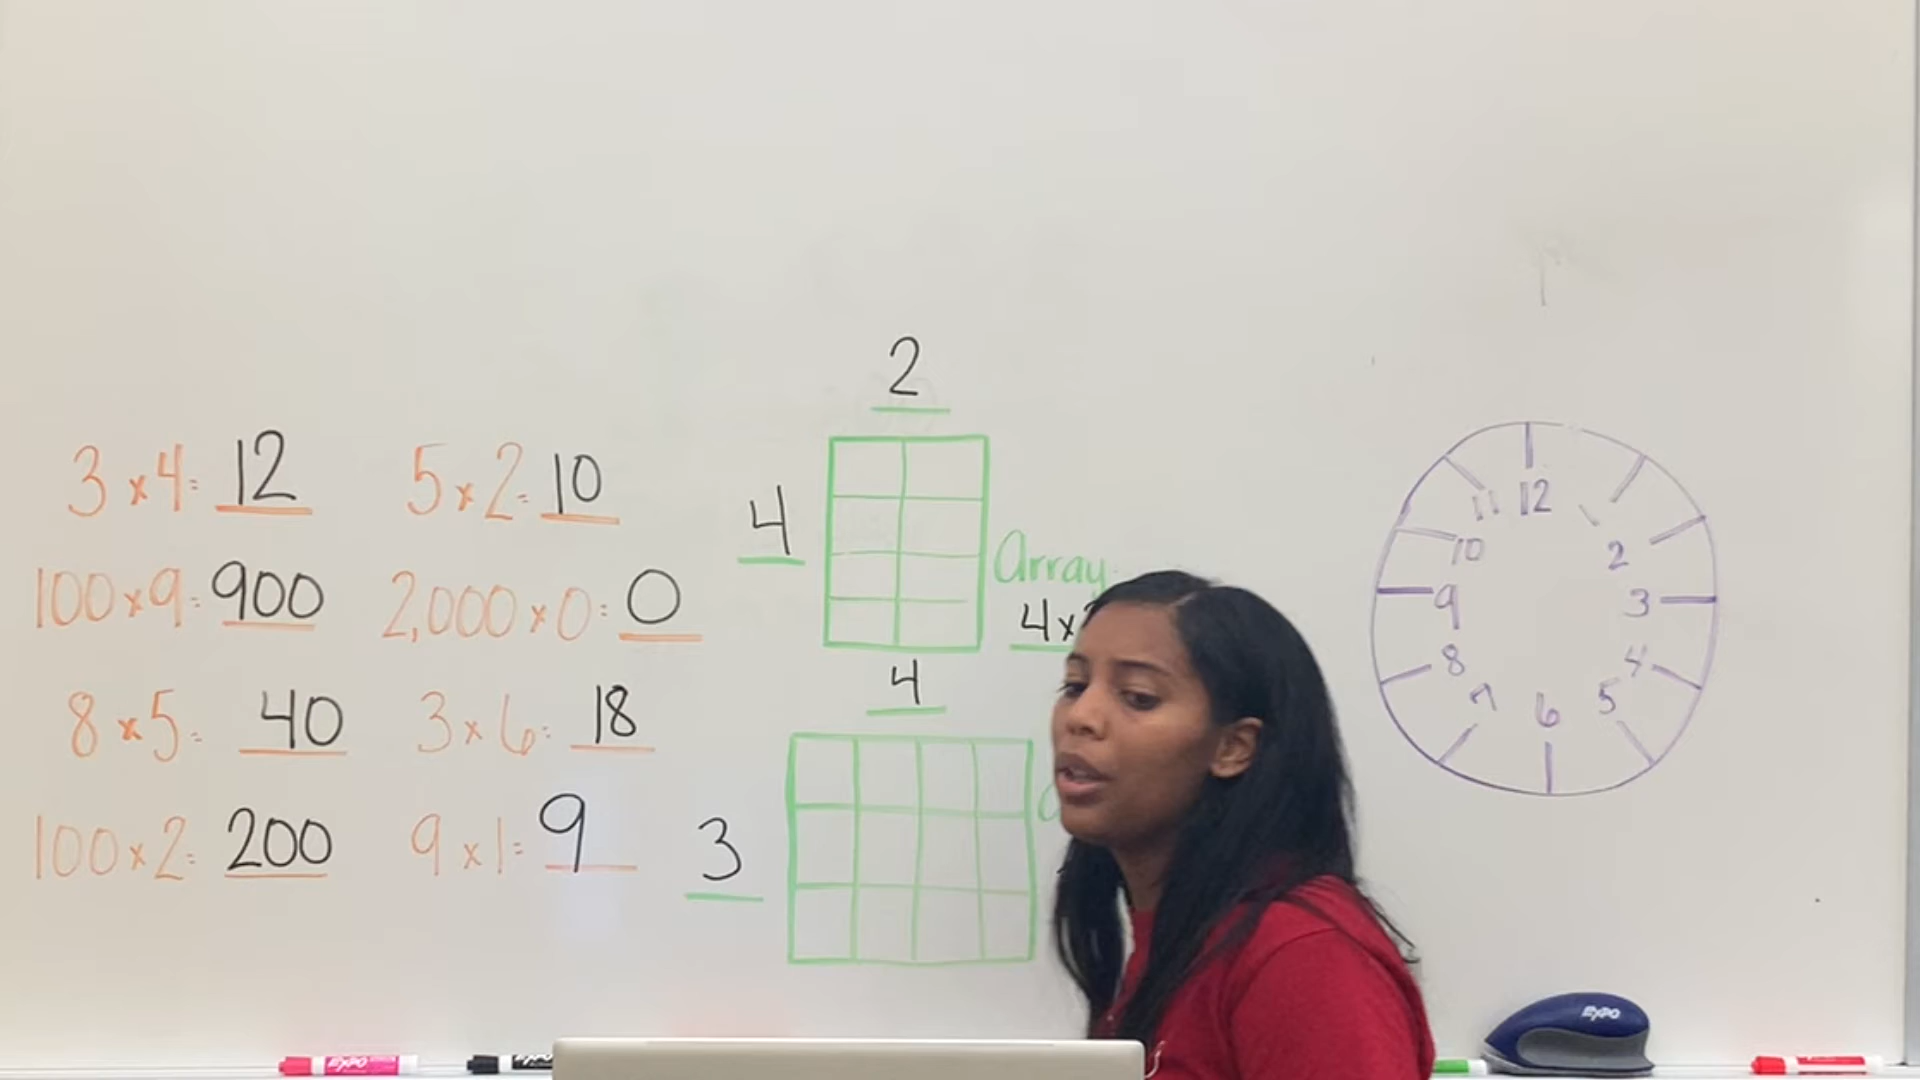 3 x 4 = 12
5 x 2 = 10
100 x 9 = 900
2,000 x 0 = 0
8 x 5 = 40
3 x 6 = 18
100 x 2 = 200
9 x 1 = 9
2
4
Array
4 x
4
3
12
1
2
3
4
5
6
7
8
9
10
11
EXPO
EXPO